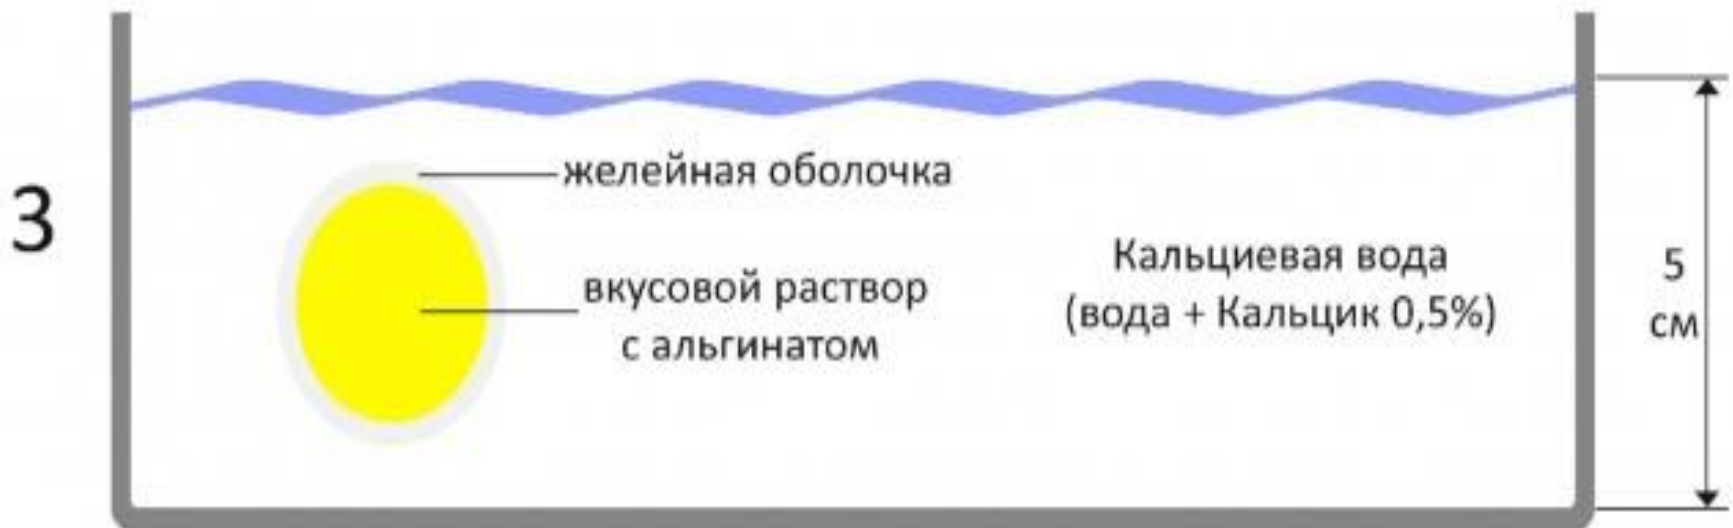 3
желейная оболочка
вкусовой раствор
с альгинатом
Кальциевая вода
(вода + Кальцик 0,5%)
5
см